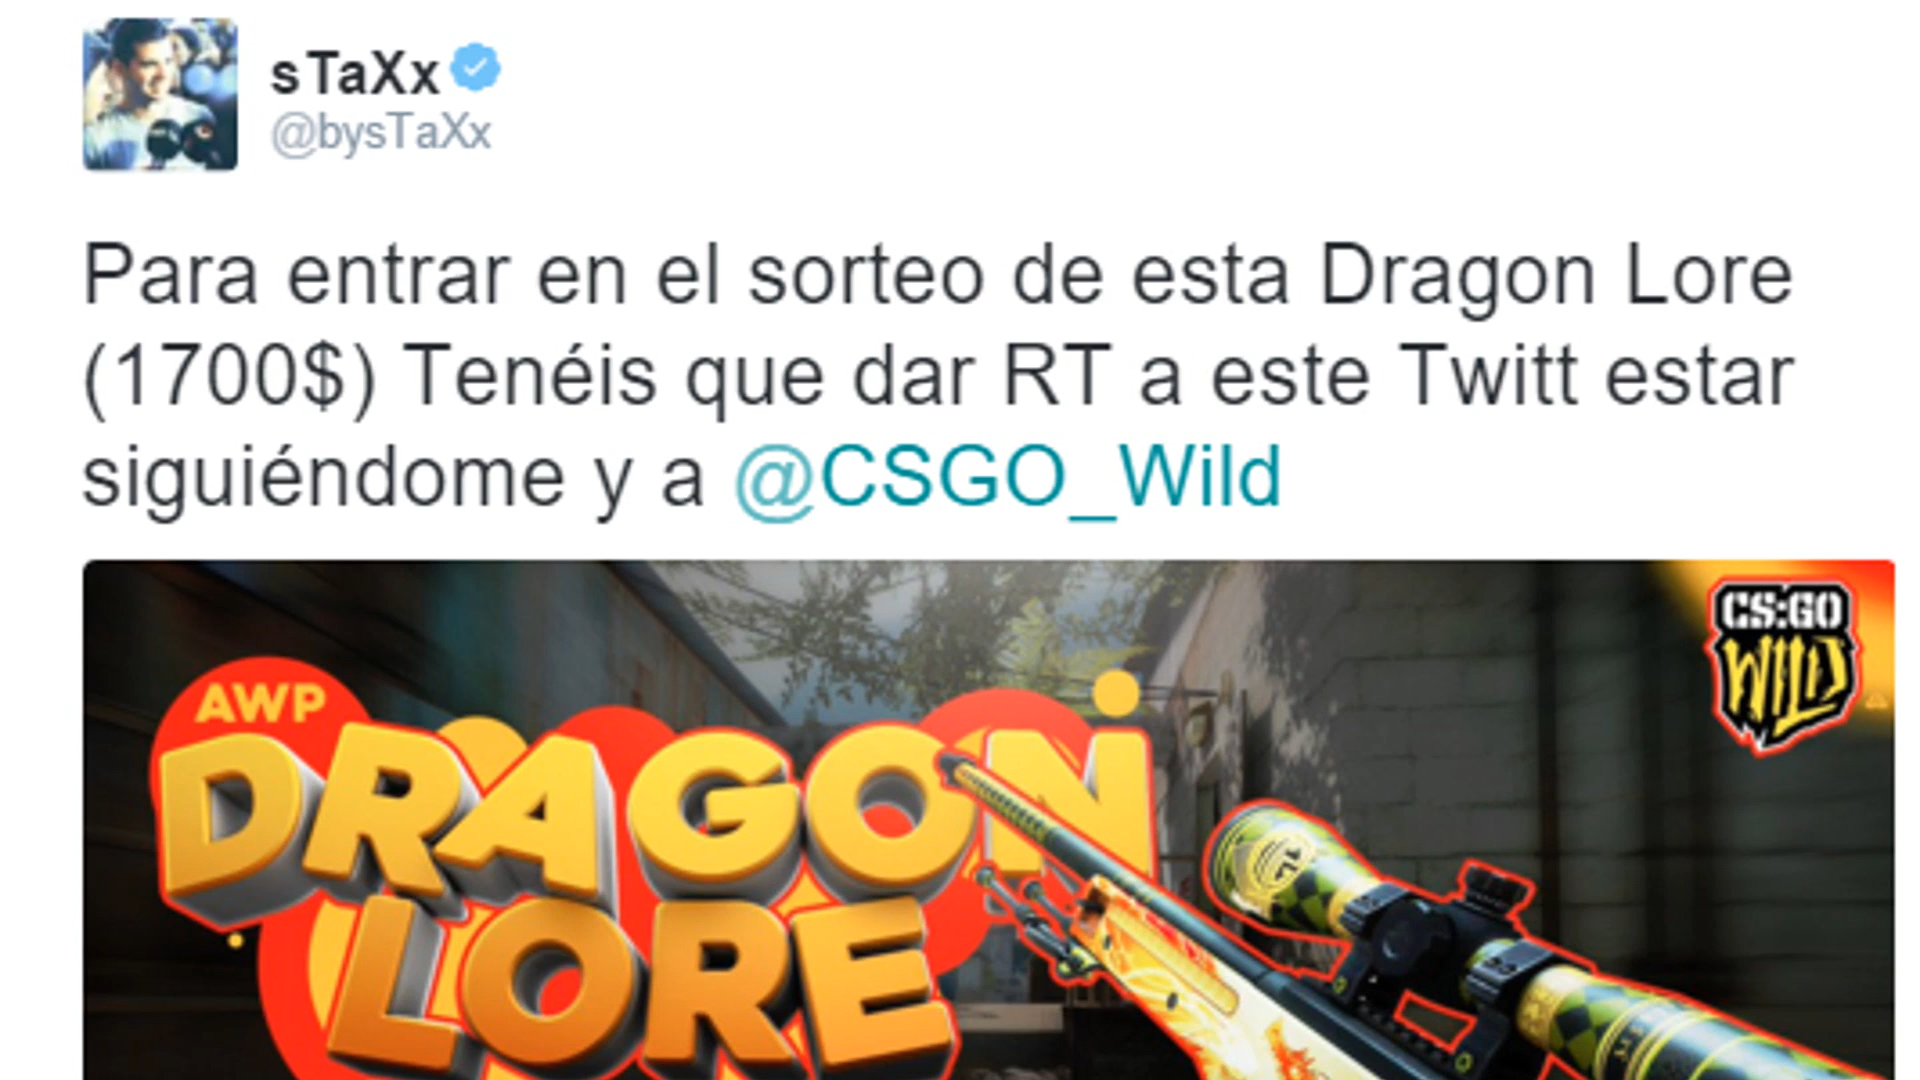 sTaXx
@bysTaXx
Para entrar en el sorteo de esta Dragon Lore
(1700$) Tenéis que dar RT a este Twitt estar
siguiéndome y a @CSGO_Wild
CS:GO
WILD
AWP
DRAGON
LORE